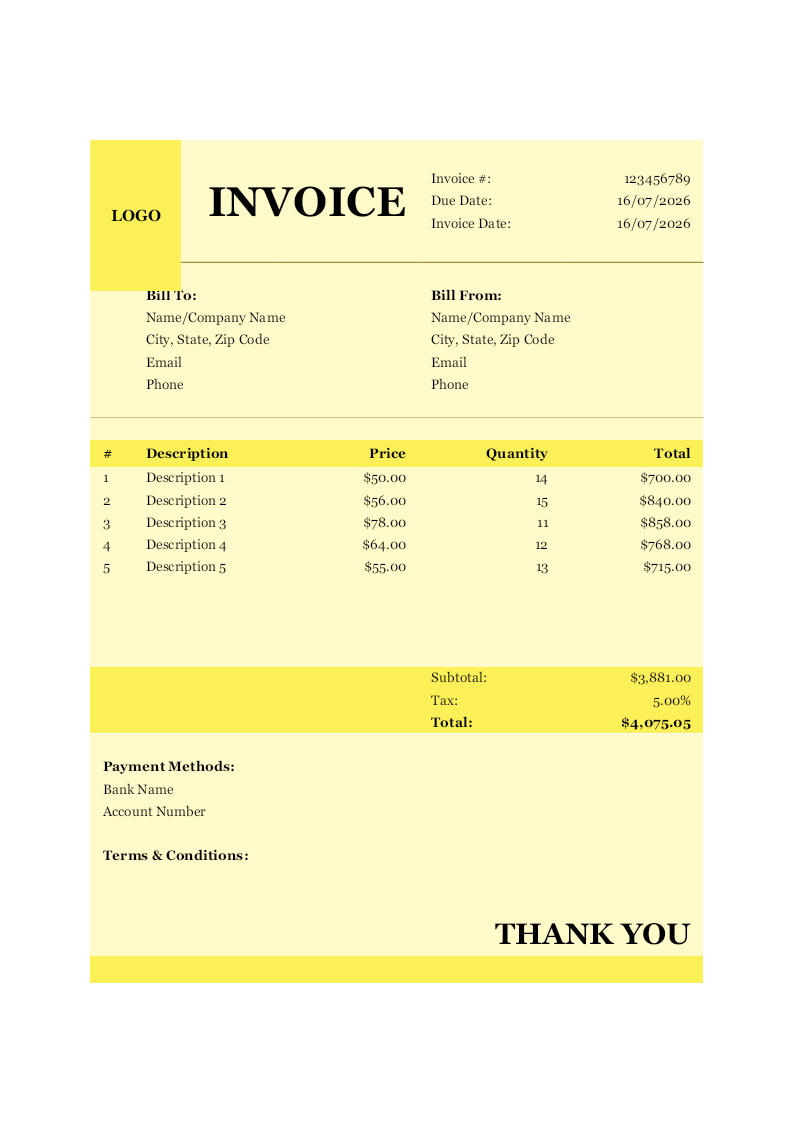 LOGO
INVOICE
Invoice #: 123456789
Due Date: 16/07/2026
Invoice Date: 16/07/2026
Bill To: Bill From:
Name/Company Name Name/Company Name
City, State, Zip Code City, State, Zip Code
Email Email
Phone Phone
# Description Price Quantity Total
1 Description 1 $50.00 14 $700.00
2 Description 2 $56.00 15 $840.00
3 Description 3 $78.00 11 $858.00
4 Description 4 $64.00 12 $768.00
5 Description 5 $55.00 13 $715.00
Subtotal: $3,881.00
Tax: 5.00%
Total: $4,075.05
Payment Methods:
Bank Name
Account Number
Terms & Conditions:
THANK YOU